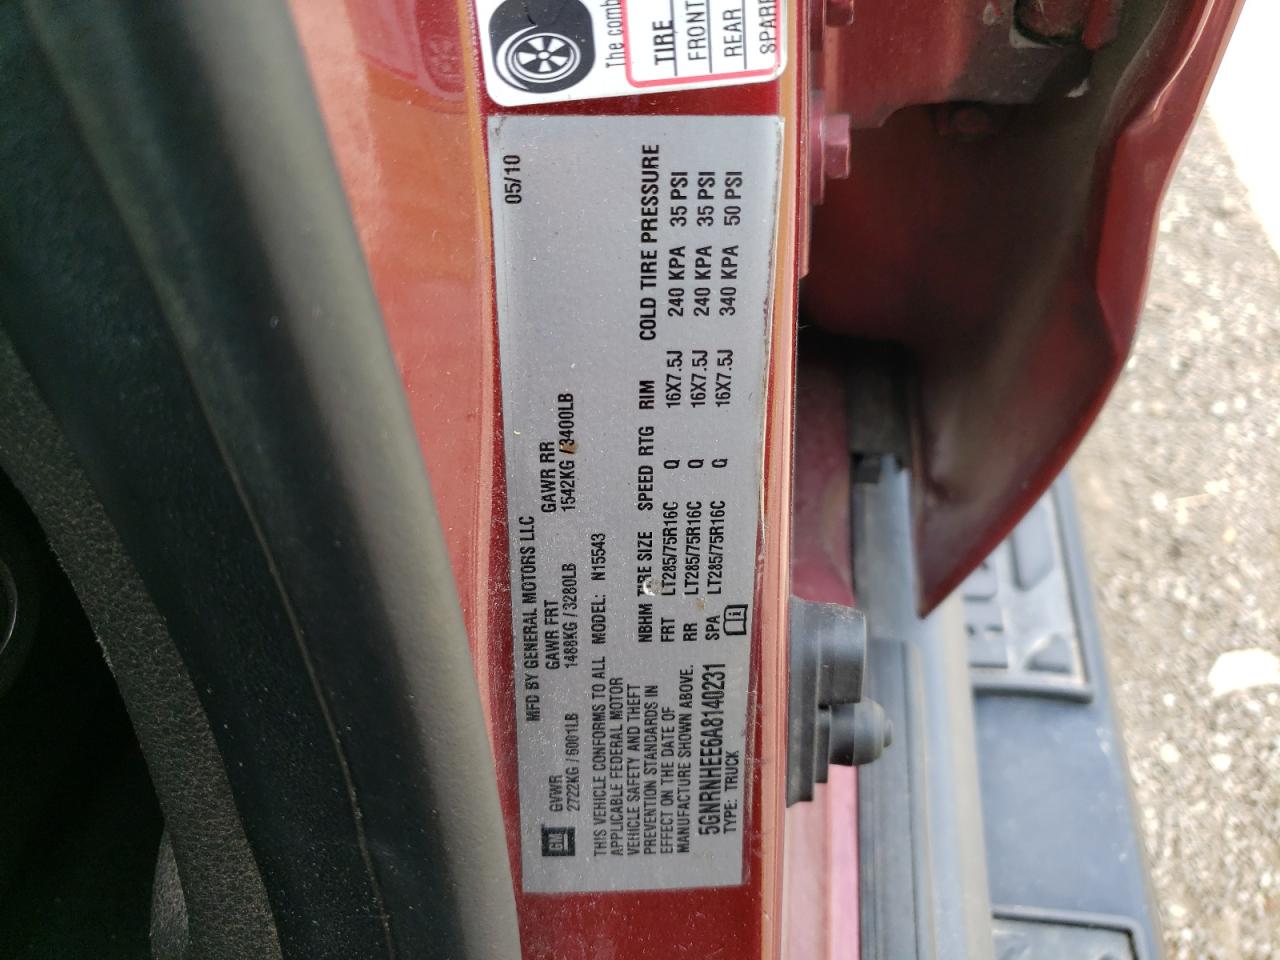 The comb
TIRE
FRONT
REAR
SPARE
05/10
MFD BY GENERAL MOTORS LLC
GVWR GAWR FRT GAWR RR
GM 2722KG / 6001LB 1488KG / 3280LB 1542KG / 3400LB
THIS VEHICLE CONFORMS TO ALL MODEL: N15543
APPLICABLE FEDERAL MOTOR
VEHICLE SAFETY AND THEFT
PREVENTION STANDARDS IN
EFFECT ON THE DATE OF
MANUFACTURE SHOWN ABOVE.
NBHM TIRE SIZE SPEED RTG RIM COLD TIRE PRESSURE
FRT LT285/75R16C Q 16X7.5J 240 KPA 35 PSI
RR LT285/75R16C Q 16X7.5J 240 KPA 35 PSI
SPA LT285/75R16C Q 16X7.5J 340 KPA 50 PSI
5GNRNHEE6A8140231
TYPE: TRUCK